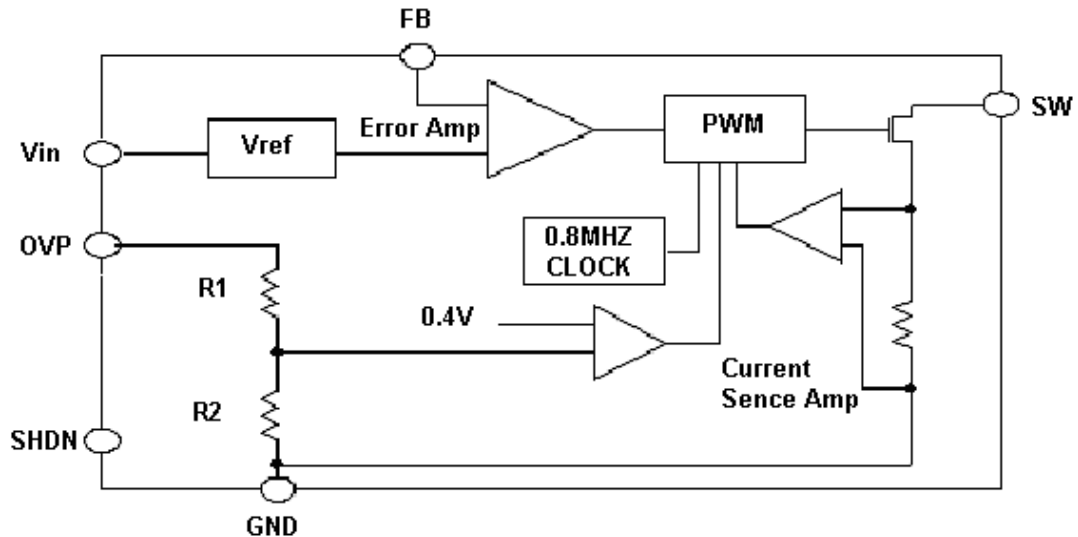 FB
SW
Error Amp
PWM
Vin
Vref
OVP
0.8MHZ
CLOCK
R1
0.4V
Current
Sence Amp
R2
SHDN
GND